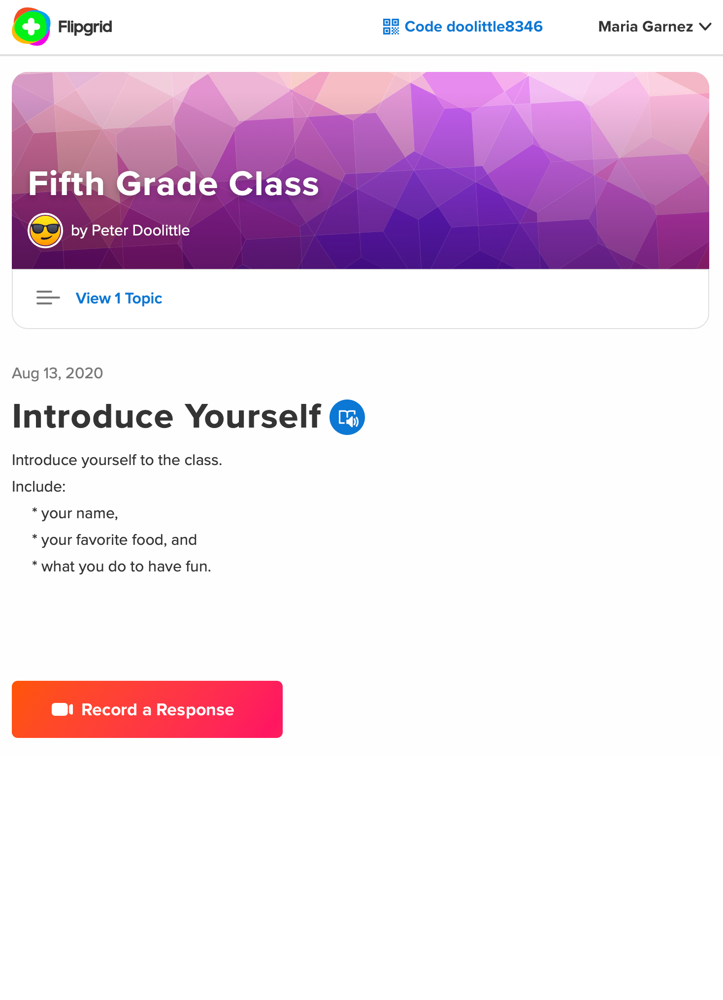 Flipgrid
Code doolittle8346
Maria Garnez
Fifth Grade Class
by Peter Doolittle
View 1 Topic
Aug 13, 2020
Introduce Yourself
Introduce yourself to the class.
Include:
* your name,
* your favorite food, and
* what you do to have fun.
Record a Response